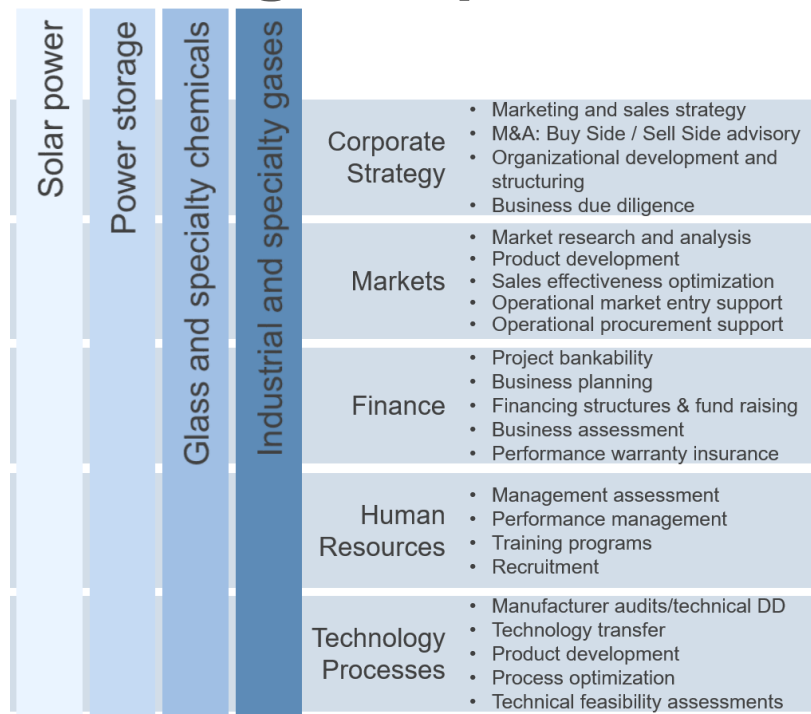 Solar power
Power storage
Glass and specialty chemicals
Industrial and specialty gases
Corporate
Strategy
• Marketing and sales strategy
• M&A: Buy Side / Sell Side advisory
• Organizational development and
structuring
• Business due diligence
Markets
• Market research and analysis
• Product development
• Sales effectiveness optimization
• Operational market entry support
• Operational procurement support
Finance
• Project bankability
• Business planning
• Financing structures & fund raising
• Business assessment
• Performance warranty insurance
Human
Resources
• Management assessment
• Performance management
• Training programs
• Recruitment
Technology
Processes
• Manufacturer audits/technical DD
• Technology transfer
• Product development
• Process optimization
• Technical feasibility assessments